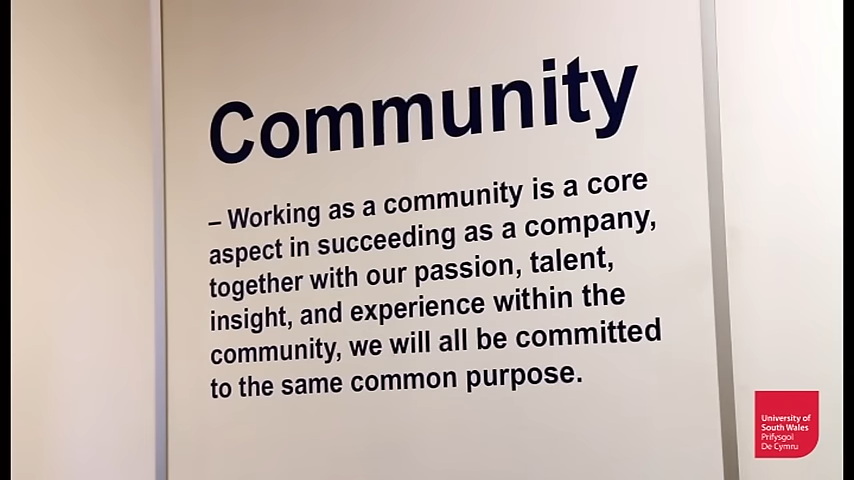 Community
– Working as a community is a core
aspect in succeeding as a company,
together with our passion, talent,
insight, and experience within the
community, we will all be committed
to the same common purpose.
University of
South Wales
Prifysgol
De Cymru